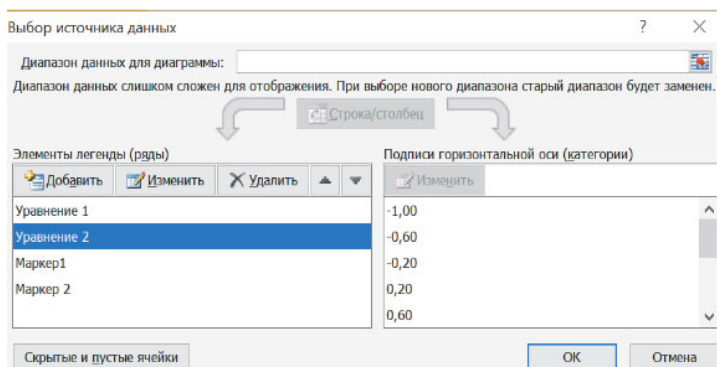 Выбор источника данных ?
Диапазон данных для диаграммы:
Диапазон данных слишком сложен для отображения. При выборе нового диапазона старый диапазон будет заменен.
Строка/столбец
Элементы легенды (ряды)
Добавить Изменить Удалить
Уравнение 1
Уравнение 2
Маркер1
Маркер 2
Подписи горизонтальной оси (категории)
Изменить
-1,00
-0,60
-0,20
0,20
0,60
Скрытые и пустые ячейки ОК Отмена